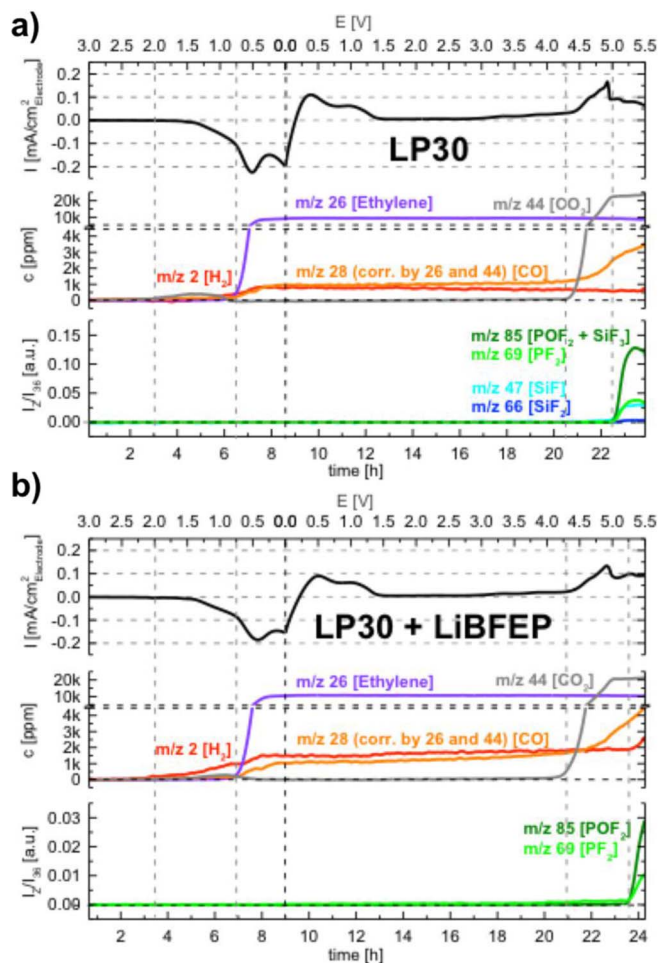 a)
E [V]
3.0 2.5 2.0 1.5 1.0 0.5 0.0 0.5 1.0 1.5 2.0 2.5 3.0 3.5 4.0 4.5 5.0 5.5
I [mA/cm²Electrode]
0.2
0.1
0.0
-0.1
-0.2
LP30
c [ppm]
20k
10k
4k
3k
2k
1k
0
m/z 26 [Ethylene]
m/z 44 [CO₂]
m/z 2 [H₂]
m/z 28 (corr. by 26 and 44) [CO]
I_Z/I₃₆ [a.u.]
0.15
0.10
0.05
0.00
m/z 85 [POF₂ + SiF₃]
m/z 69 [PF₂]
m/z 47 [SiF]
m/z 66 [SiF₂]
2 4 6 8 10 12 14 16 18 20 22
time [h]
b)
E [V]
3.0 2.5 2.0 1.5 1.0 0.5 0.0 0.5 1.0 1.5 2.0 2.5 3.0 3.5 4.0 4.5 5.0 5.5
I [mA/cm²Electrode]
0.2
0.1
0.0
-0.1
-0.2
LP30 + LiBFEP
c [ppm]
20k
10k
4k
3k
2k
1k
0
m/z 26 [Ethylene]
m/z 44 [CO₂]
m/z 2 [H₂]
m/z 28 (corr. by 26 and 44) [CO]
I_Z/I₃₆ [a.u.]
0.03
0.02
0.01
0.00
m/z 85 [POF₂]
m/z 69 [PF₂]
2 4 6 8 10 12 14 16 18 20 22 24
time [h]